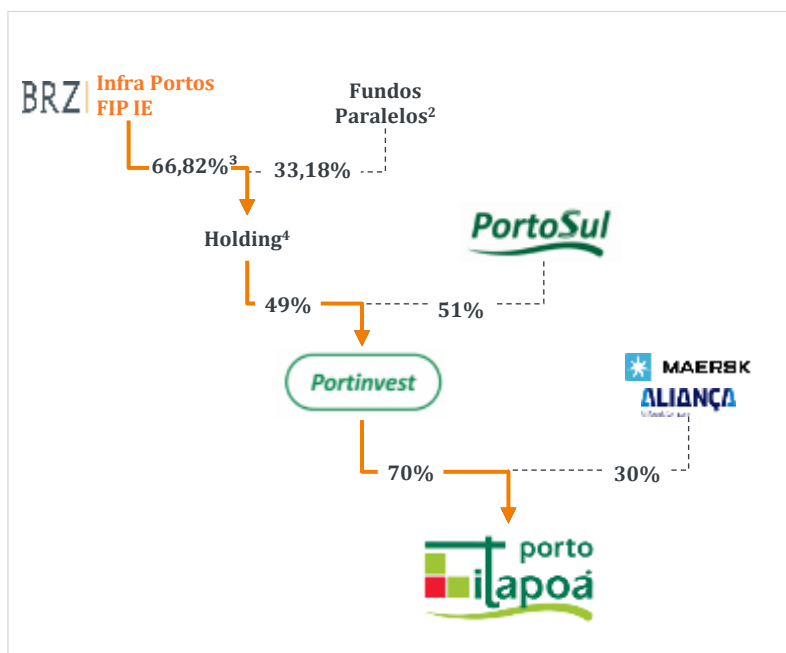 BRZ
Infra Portos
FIP IE
Fundos
Paralelos²
66,82%³
33,18%
Holding⁴
PortoSul
49%
51%
Portinvest
MAERSK
ALIANÇA
70%
30%
porto
itapoá